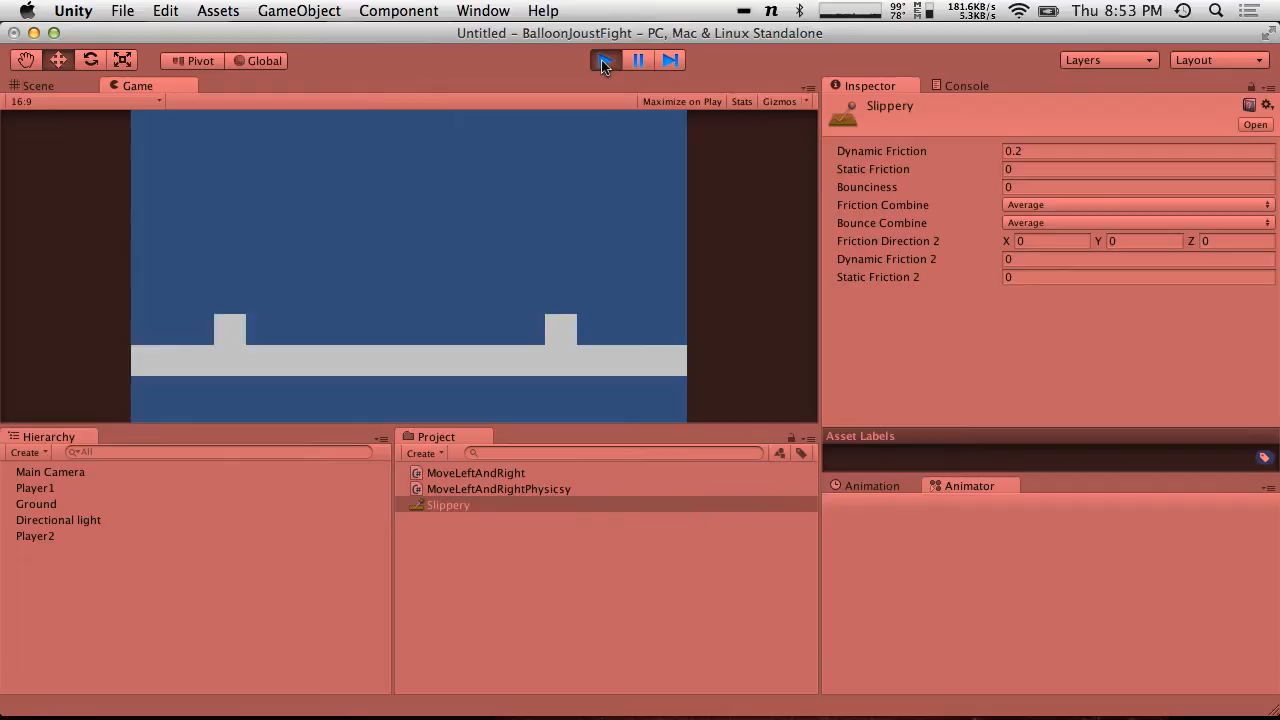 Unity File Edit Assets GameObject Component Window Help 99° 78° 181.6KB/s 5.3KB/s Thu 8:53 PM
Untitled - BalloonJoustFight - PC, Mac & Linux Standalone
Pivot Global Layers Layout
Scene Game Inspector Console
16:9 Maximize on Play Stats Gizmos
Slippery
Open
Dynamic Friction 0.2
Static Friction 0
Bounciness 0
Friction Combine Average
Bounce Combine Average
Friction Direction 2 X 0 Y 0 Z 0
Dynamic Friction 2 0
Static Friction 2 0
Asset Labels
Hierarchy
Create All
Main Camera
Player1
Ground
Directional light
Player2
Project
Create
MoveLeftAndRight
MoveLeftAndRightPhysicsy
Slippery
Animation Animator